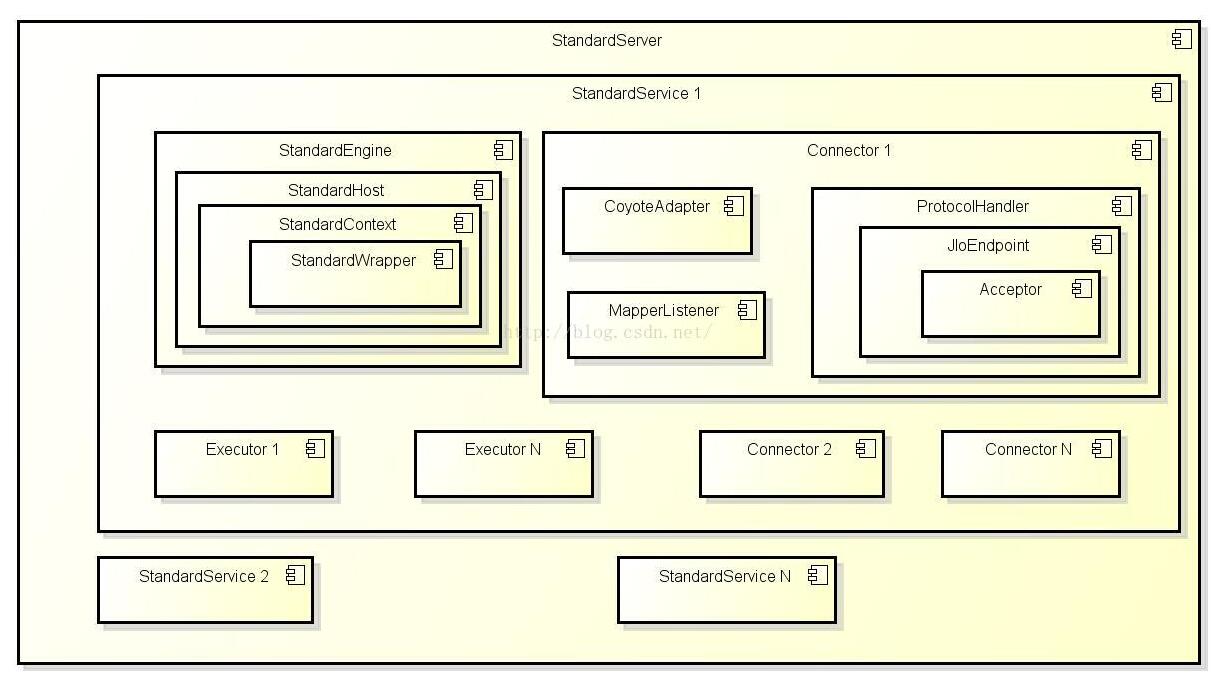 StandardServer
StandardService 1
StandardEngine
Connector 1
StandardHost
CoyoteAdapter
ProtocolHandler
StandardContext
JIoEndpoint
StandardWrapper
Acceptor
MapperListener
http://blog.csdn.net/
Executor 1
Executor N
Connector 2
Connector N
StandardService 2
StandardService N